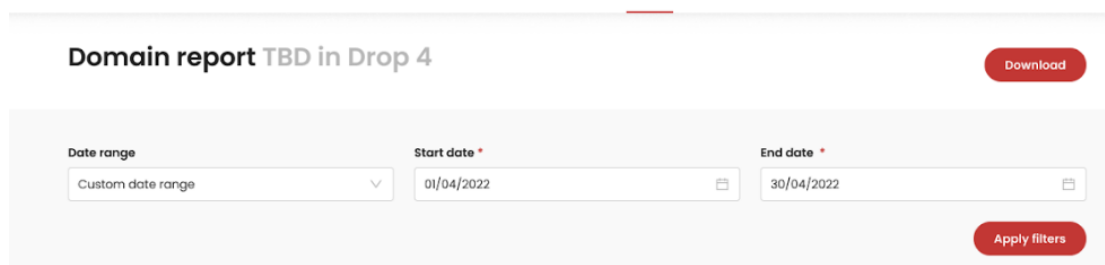 Domain report TBD in Drop 4
Download
Date range
Start date *
End date *
Custom date range
01/04/2022
30/04/2022
Apply filters